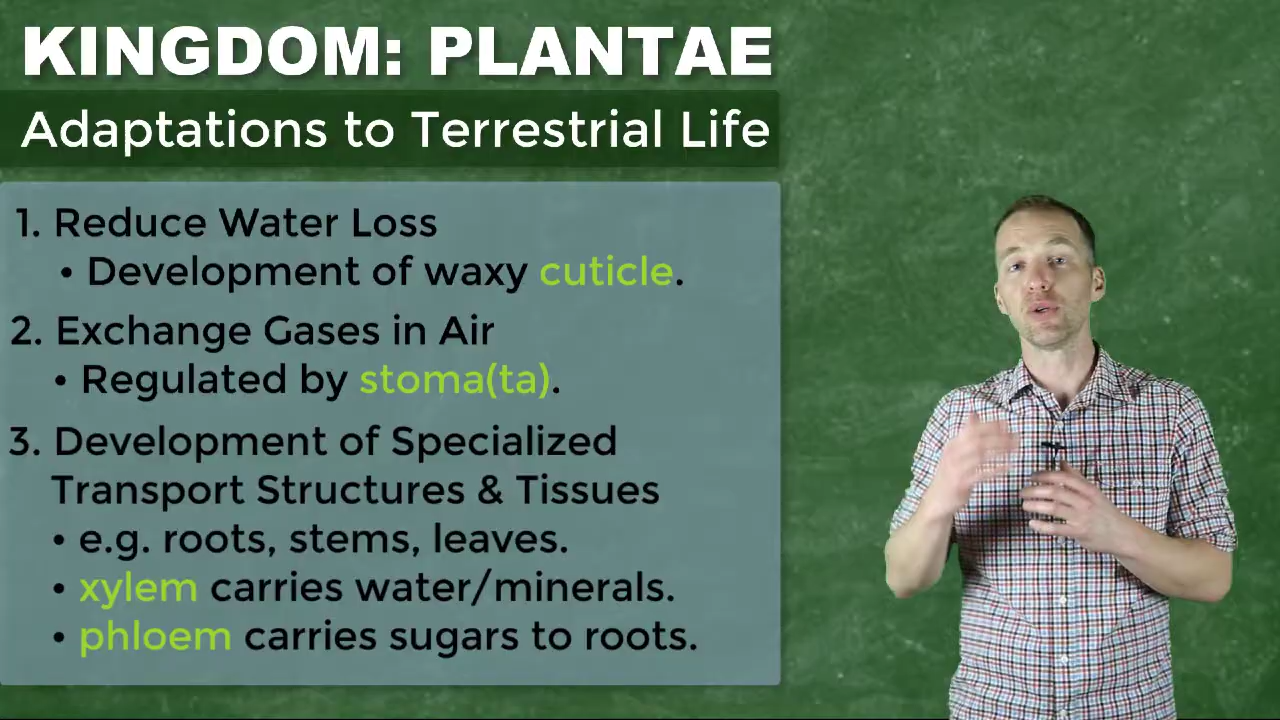 KINGDOM: PLANTAE
Adaptations to Terrestrial Life
1. Reduce Water Loss
• Development of waxy cuticle.
2. Exchange Gases in Air
• Regulated by stoma(ta).
3. Development of Specialized
Transport Structures & Tissues
• e.g. roots, stems, leaves.
• xylem carries water/minerals.
• phloem carries sugars to roots.